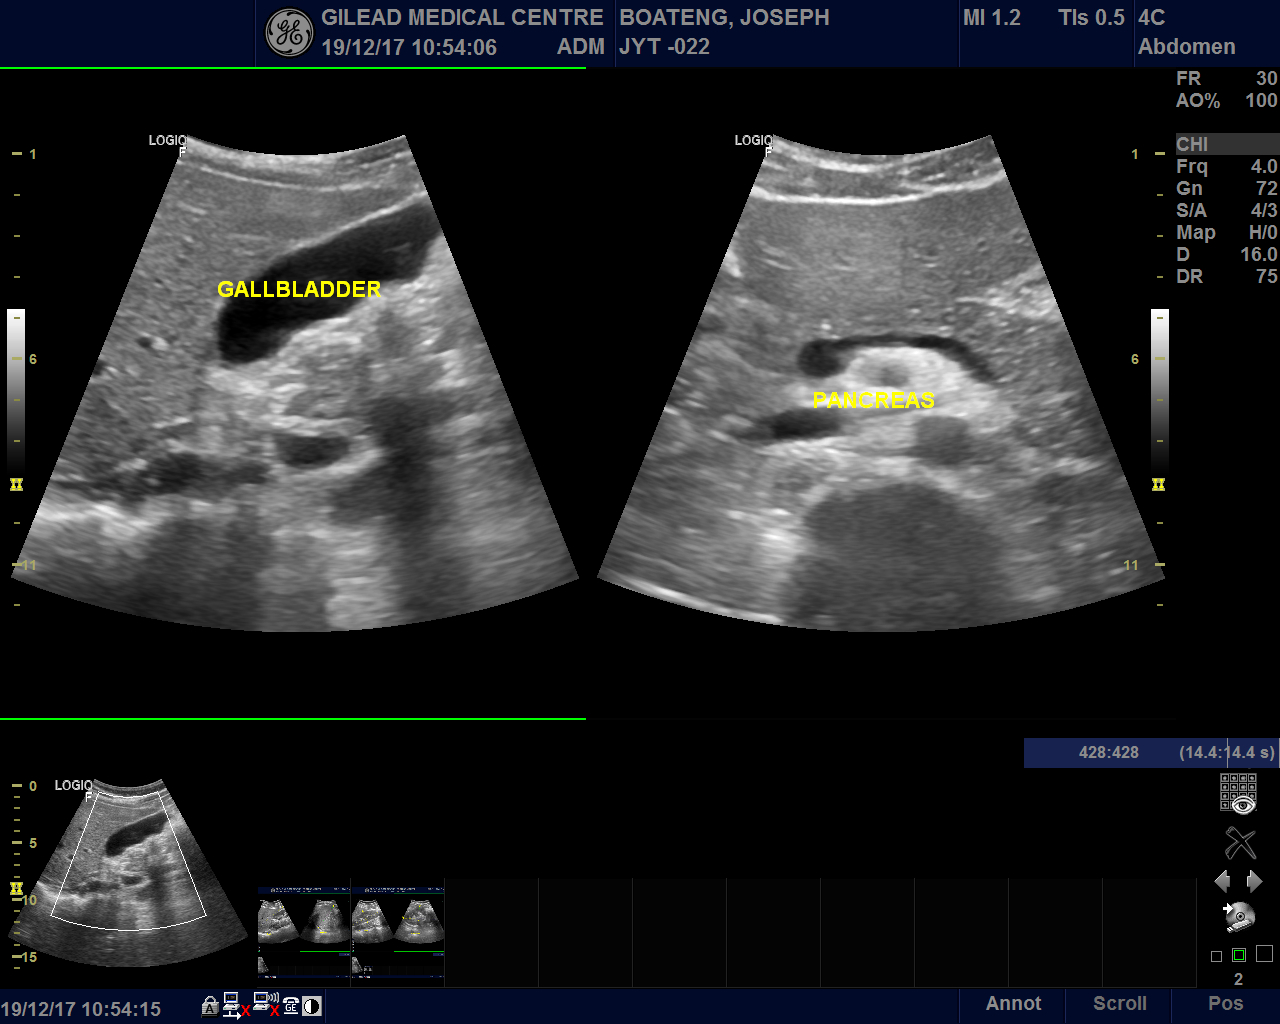 GILEAD MEDICAL CENTRE
19/12/17 10:54:06 ADM
BOATENG, JOSEPH
JYT -022
MI 1.2 TIs 0.5
4C
Abdomen
FR 30
AO% 100
CHI
Frq 4.0
Gn 72
S/A 4/3
Map H/0
D 16.0
DR 75
LOGIQ
F
1
6
11
GALLBLADDER
LOGIQ
F
1
6
11
PANCREAS
428:428 (14.4:14.4 s)
LOGIQ
F
0
5
10
15
2
19/12/17 10:54:15
A
GE
Annot Scroll Pos